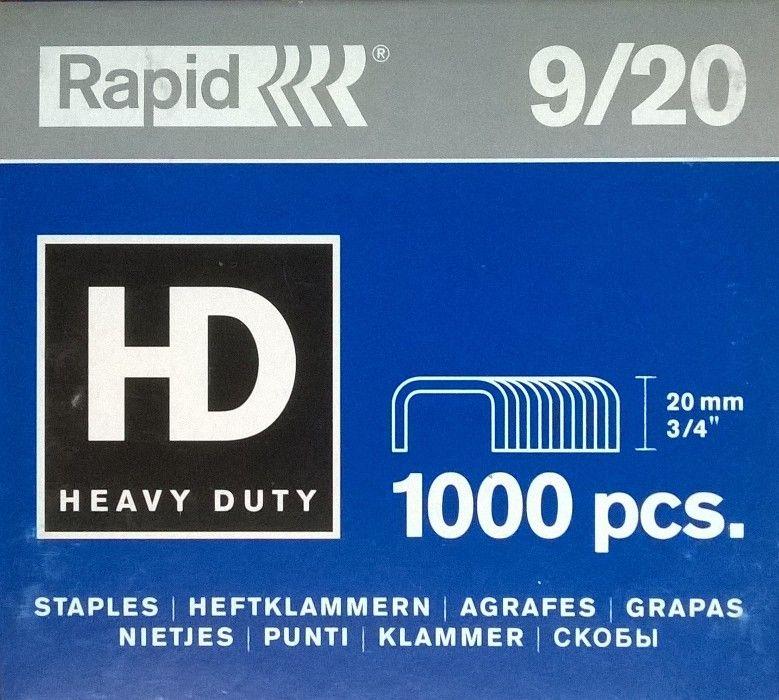 Rapid ® 9/20
HD
HEAVY DUTY
20 mm
3/4"
1000 pcs.
STAPLES | HEFTKLAMMERN | AGRAFES | GRAPAS
NIETJES | PUNTI | KLAMMER | СКОБЫ